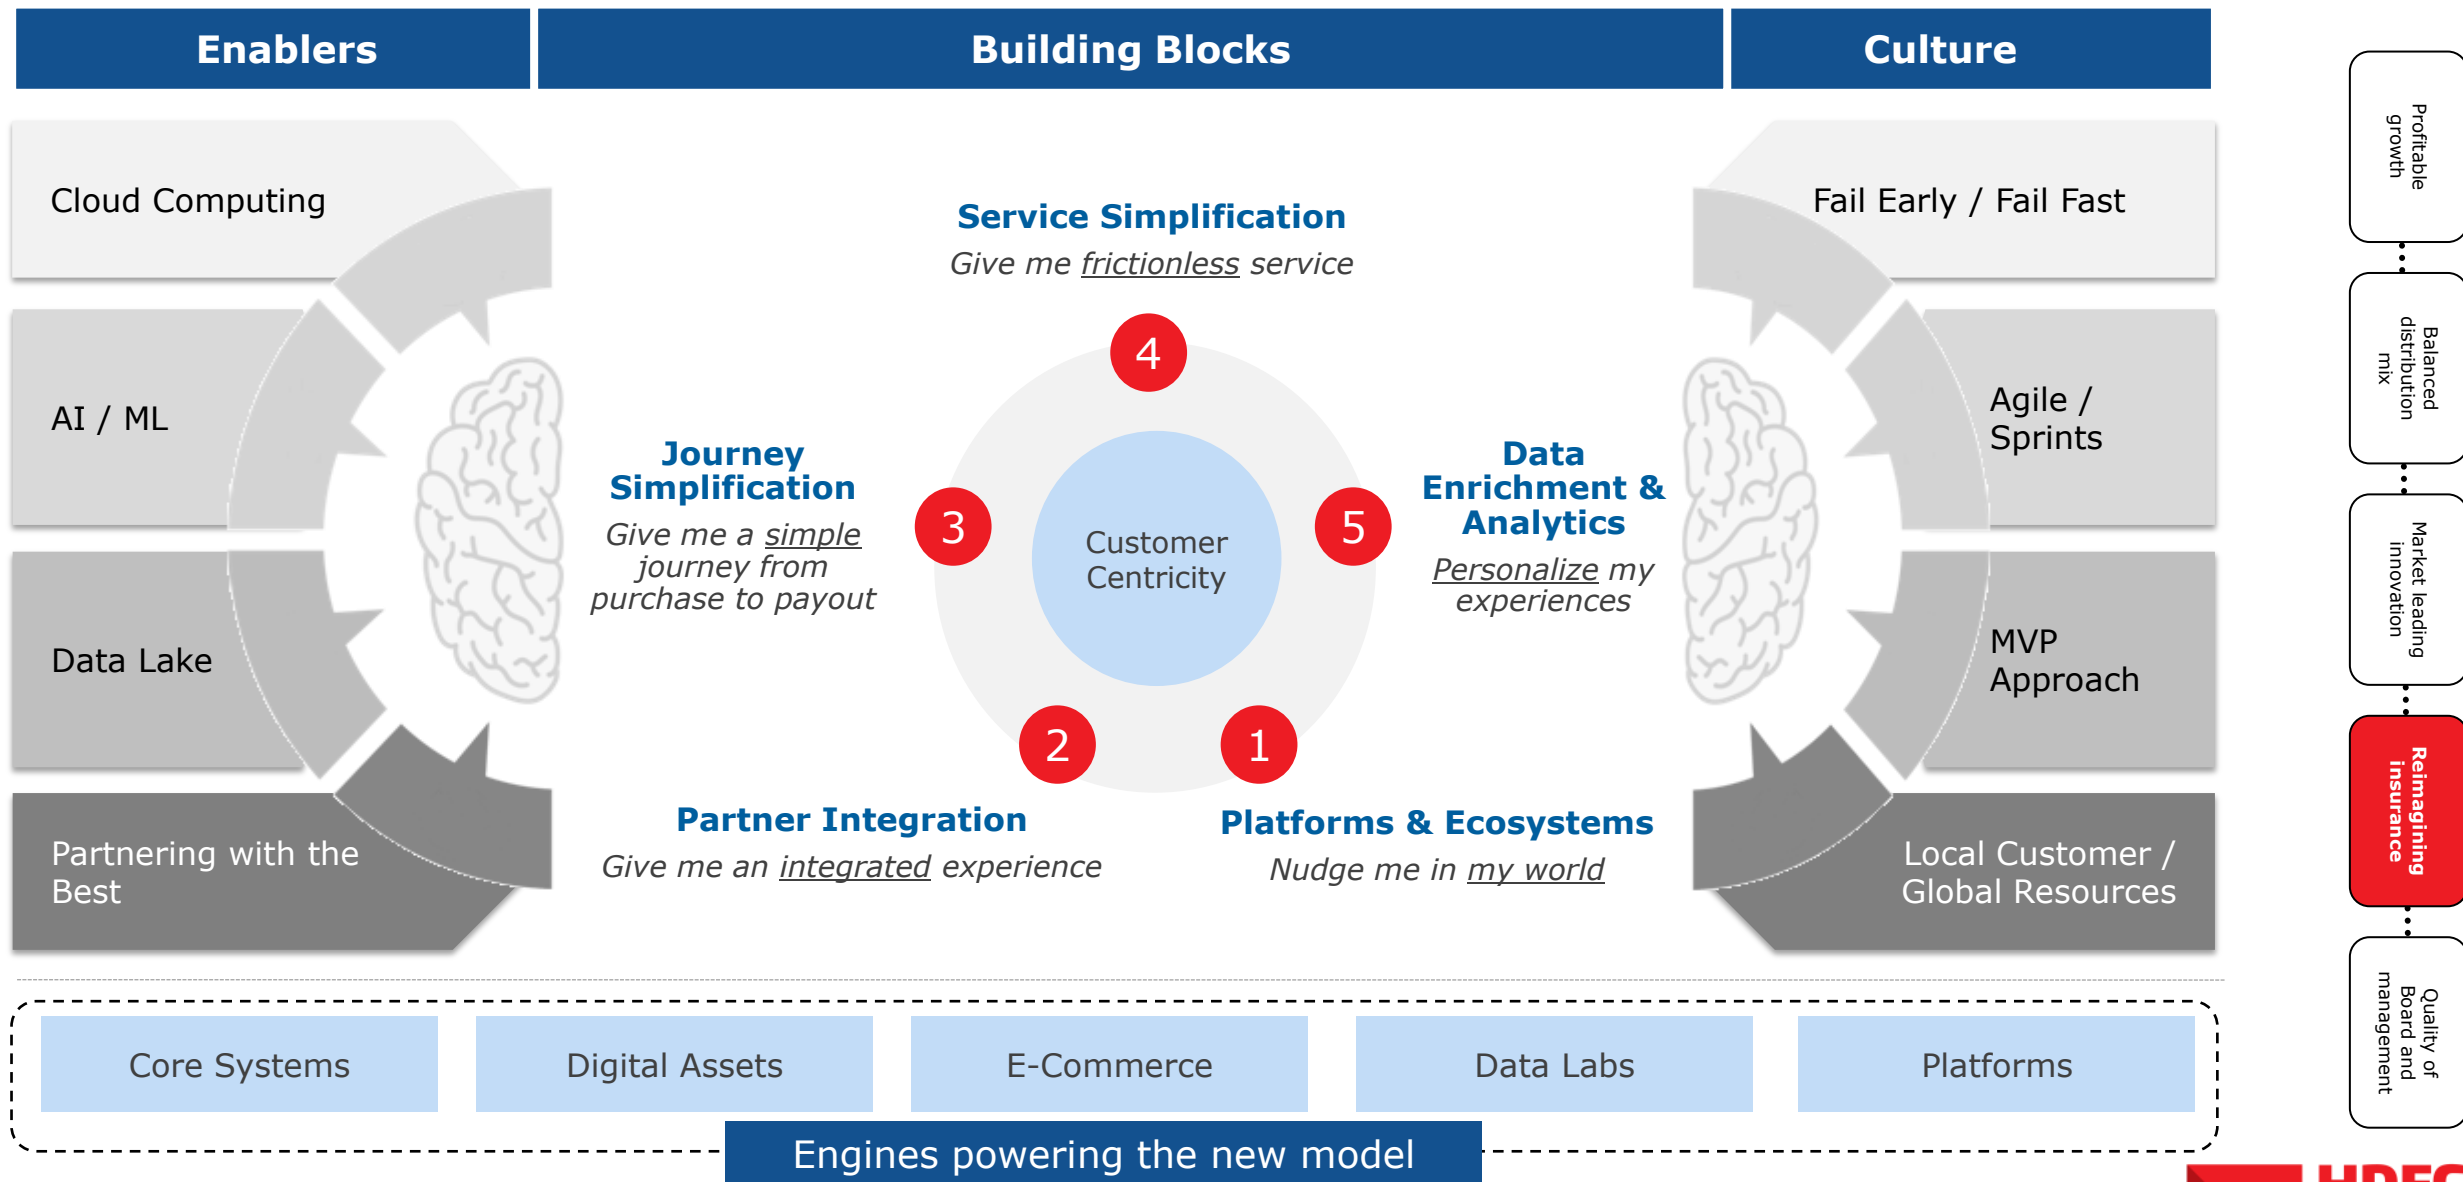 Enablers
Building Blocks
Culture
Cloud Computing
AI / ML
Data Lake
Partnering with the
Best
Service Simplification
Give me frictionless service
4
Journey
Simplification
Give me a simple
journey from
purchase to payout
3
Customer
Centricity
5
Data
Enrichment &
Analytics
Personalize my
experiences
2
1
Partner Integration
Give me an integrated experience
Platforms & Ecosystems
Nudge me in my world
Fail Early / Fail Fast
Agile /
Sprints
MVP
Approach
Local Customer /
Global Resources
Core Systems
Digital Assets
E-Commerce
Data Labs
Platforms
Engines powering the new model
Profitable
growth
Balanced
distribution
mix
Market leading
innovation
Reimagining
insurance
Quality of
Board and
management
HDFC